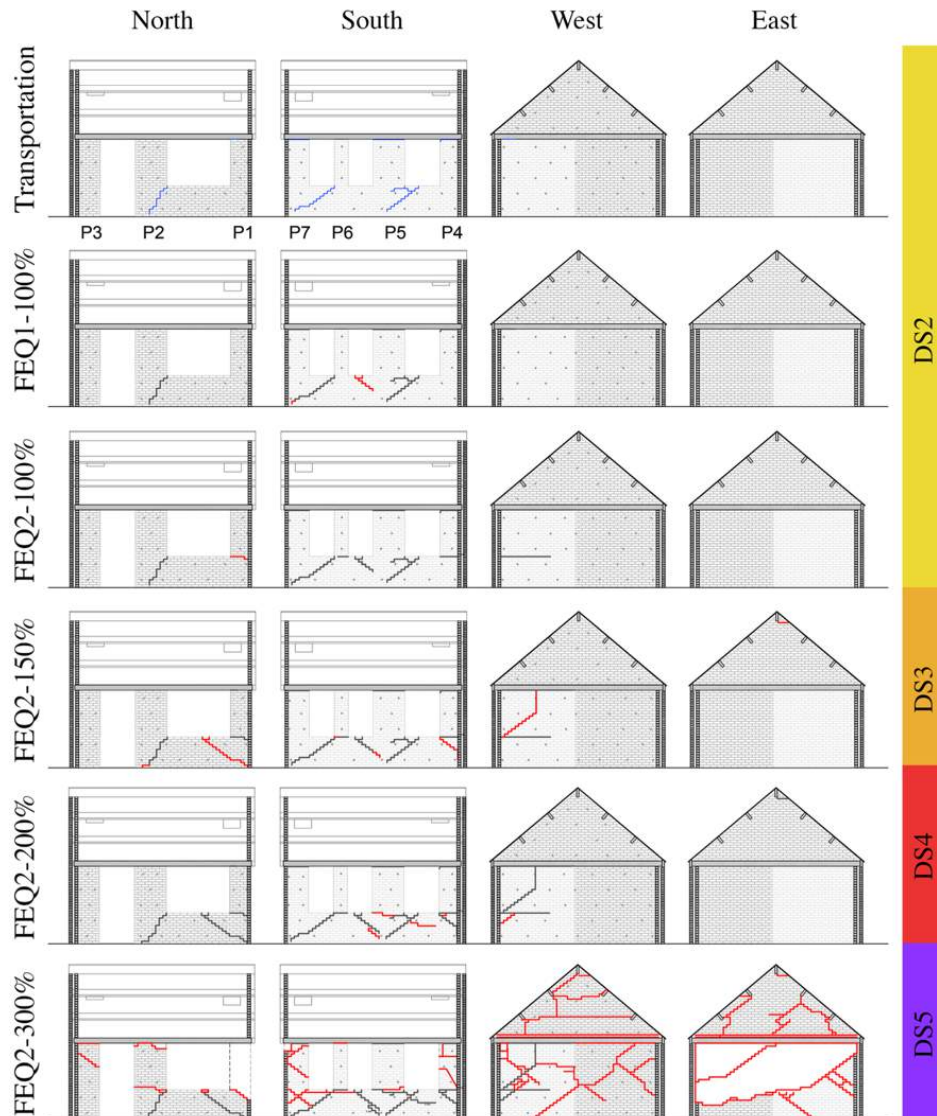 North South West East
Transportation
P3 P2 P1 P7 P6 P5 P4
FEQ1-100%
DS2
FEQ2-100%
FEQ2-150%
DS3
FEQ2-200%
DS4
FEQ2-300%
DS5